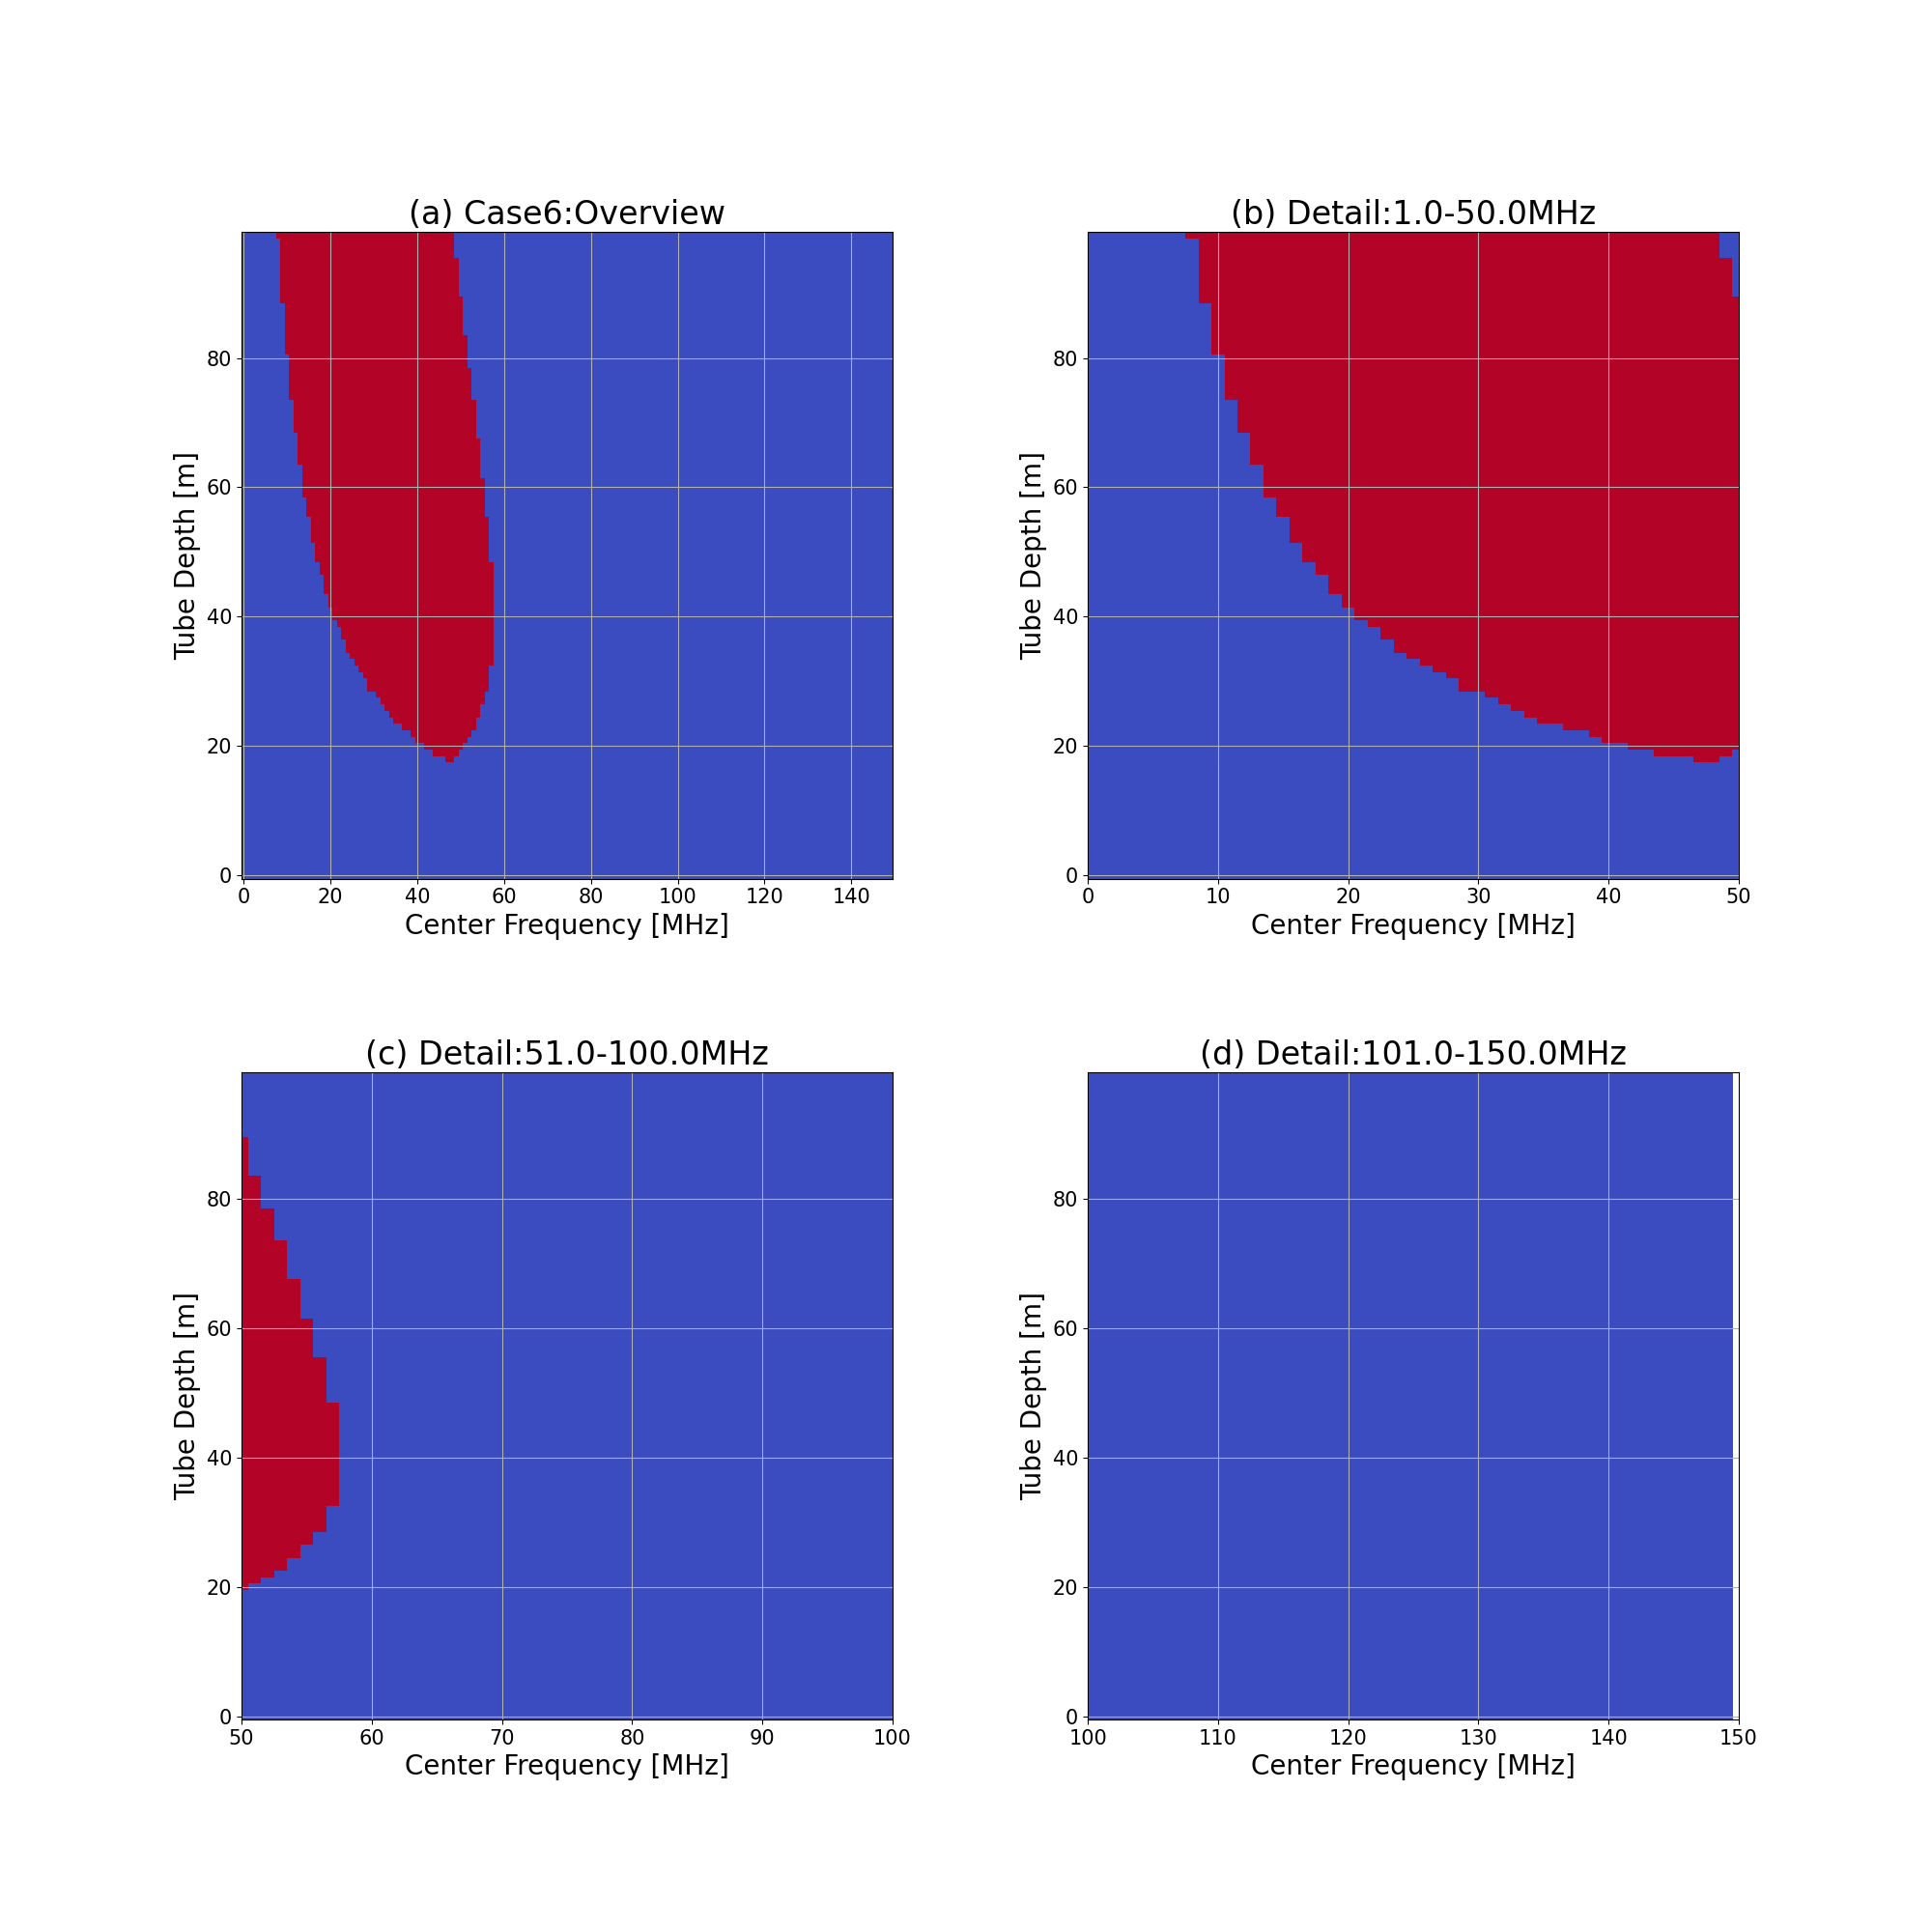 (a) Case6:Overview
Tube Depth [m]
80
60
40
20
0
0 20 40 60 80 100 120 140
Center Frequency [MHz]
(b) Detail:1.0-50.0MHz
Tube Depth [m]
80
60
40
20
0
0 10 20 30 40 50
Center Frequency [MHz]
(c) Detail:51.0-100.0MHz
Tube Depth [m]
80
60
40
20
0
50 60 70 80 90 100
Center Frequency [MHz]
(d) Detail:101.0-150.0MHz
Tube Depth [m]
80
60
40
20
0
100 110 120 130 140 150
Center Frequency [MHz]